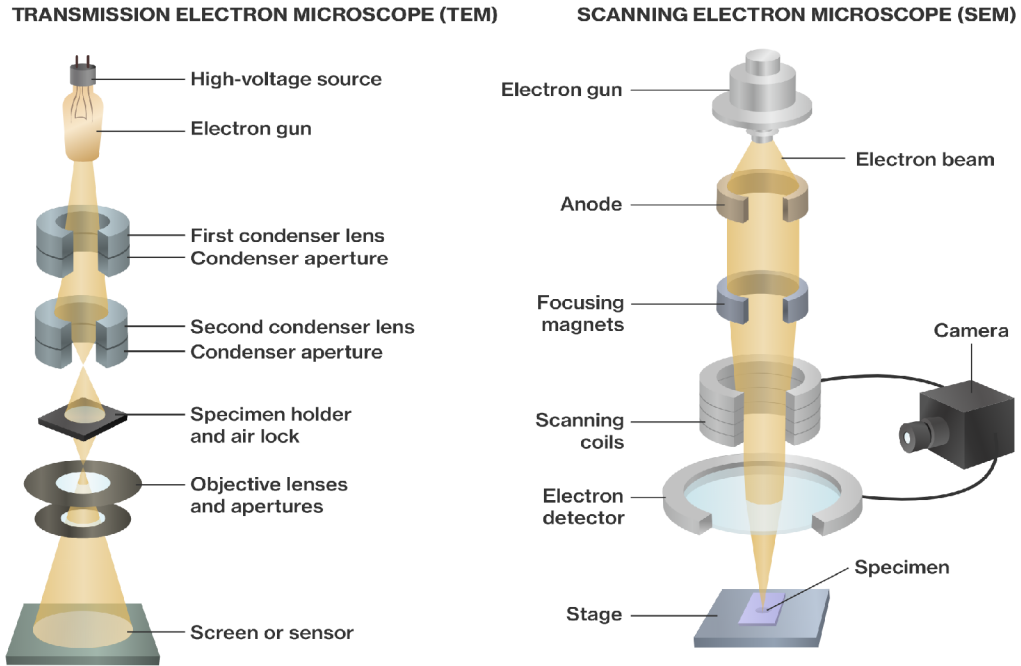 TRANSMISSION ELECTRON MICROSCOPE (TEM)
High-voltage source
Electron gun
First condenser lens
Condenser aperture
Second condenser lens
Condenser aperture
Specimen holder
and air lock
Objective lenses
and apertures
Screen or sensor
SCANNING ELECTRON MICROSCOPE (SEM)
Electron gun
Electron beam
Anode
Focusing
magnets
Camera
Scanning
coils
Electron
detector
Specimen
Stage